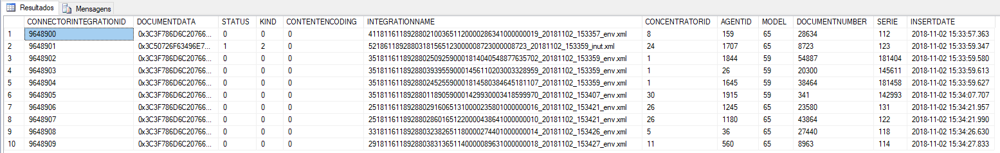 Resultados Mensagens
CONNECTORINTEGRATIONID DOCUMENTDATA STATUS KIND CONTENTENCODING INTEGRATIONNAME CONCENTRATORID AGENTID MODEL DOCUMENTNUMBER SERIE INSERTDATE
1 9648900 0x3C3F786D6C20766... 0 0 0 41181161189288021003651120000286341000000019_20181102_153357_env.xml 8 159 65 28634 112 2018-11-02 15:33:57.363
2 9648901 0x3C50726F63496E7... 1 2 0 52186118928803181565123000008723000008723_20181102_153359_inut.xml 24 1707 65 8723 123 2018-11-02 15:33:59.347
3 9648902 0x3C3F786D6C20766... 0 0 0 35181161189288025092590001814040548877635702_20181102_153359_env.xml 1 1844 59 54887 181404 2018-11-02 15:33:59.580
4 9648903 0x3C3F786D6C20766... 0 0 0 35181161189288039395590001456110203003328959_20181102_153359_env.xml 1 26 59 20300 145611 2018-11-02 15:33:59.613
5 9648904 0x3C3F786D6C20766... 0 0 0 35181161189288024525590001814580384645181107_20181102_153359_env.xml 1 1645 59 38464 181458 2018-11-02 15:33:59.627
6 9648905 0x3C3F786D6C20766... 0 0 0 35181161189288011890590001429930003418599970_20181102_153407_env.xml 30 1915 59 341 142993 2018-11-02 15:34:07.707
7 9648906 0x3C3F786D6C20766... 0 0 0 25181161189288029160651310000235801000000016_20181102_153421_env.xml 26 1245 65 23580 131 2018-11-02 15:34:21.957
8 9648907 0x3C3F786D6C20766... 0 0 0 25181161189288028601651220000438641000000010_20181102_153421_env.xml 26 1180 65 43864 122 2018-11-02 15:34:21.990
9 9648908 0x3C3F786D6C20766... 0 0 0 33181161189288032382651180000274401000000014_20181102_153426_env.xml 5 36 65 27440 118 2018-11-02 15:34:26.630
10 9648909 0x3C3F786D6C20766... 0 0 0 29181161189288038313651140000089631000000018_20181102_153427_env.xml 11 560 65 8963 114 2018-11-02 15:34:27.833